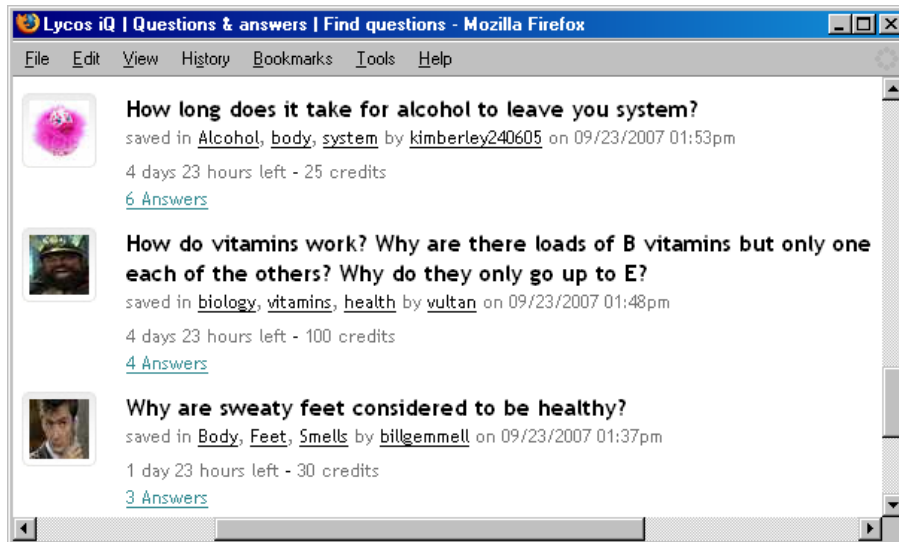 Lycos iQ | Questions & answers | Find questions - Mozilla Firefox
File Edit View History Bookmarks Tools Help
How long does it take for alcohol to leave you system?
saved in Alcohol, body, system by kimberley240605 on 09/23/2007 01:53pm
4 days 23 hours left - 25 credits
6 Answers
How do vitamins work? Why are there loads of B vitamins but only one
each of the others? Why do they only go up to E?
saved in biology, vitamins, health by vultan on 09/23/2007 01:48pm
4 days 23 hours left - 100 credits
4 Answers
Why are sweaty feet considered to be healthy?
saved in Body, Feet, Smells by billgemmell on 09/23/2007 01:37pm
1 day 23 hours left - 30 credits
3 Answers